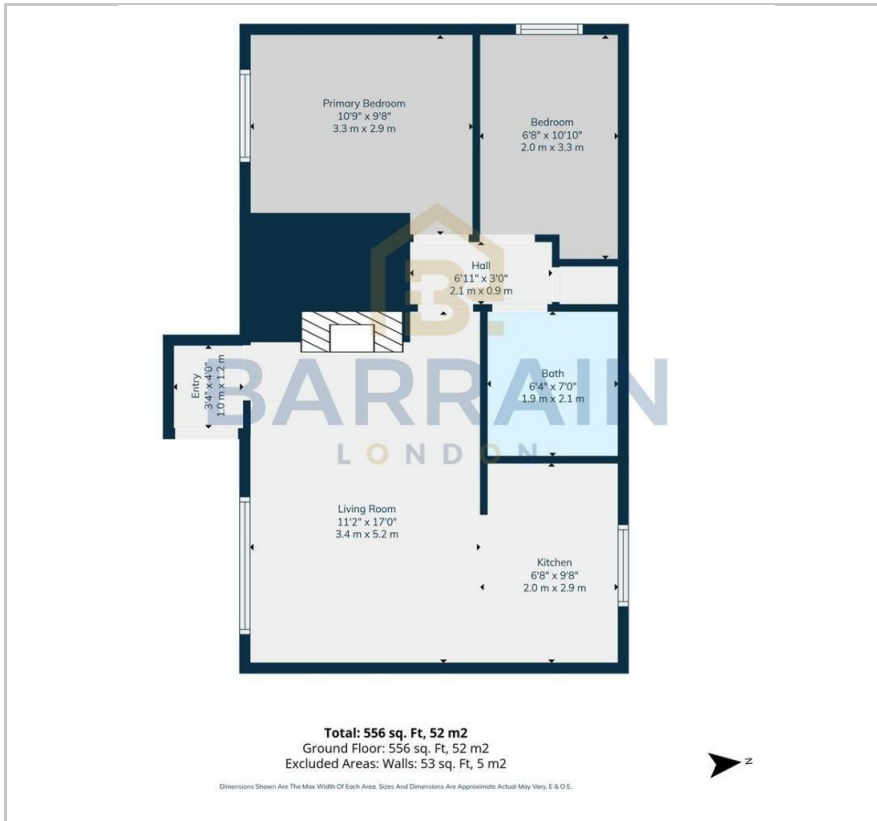 Primary Bedroom
10'9" x 9'8"
3.3 m x 2.9 m
Bedroom
6'8" x 10'10"
2.0 m x 3.3 m
Hall
6'11" x 3'0"
2.1 m x 0.9 m
Entry
3'4" x 4'0"
1.0 m x 1.2 m
Bath
6'4" x 7'0"
1.9 m x 2.1 m
BARRAIN
LONDON
Living Room
11'2" x 17'0"
3.4 m x 5.2 m
Kitchen
6'8" x 9'8"
2.0 m x 2.9 m
Total: 556 sq. Ft, 52 m2
Ground Floor: 556 sq. Ft, 52 m2
Excluded Areas: Walls: 53 sq. Ft, 5 m2
N
Dimensions Shown Are The Max Width Of Each Area. Sizes And Dimensions Are Approximate Actual May Vary. E & O E.